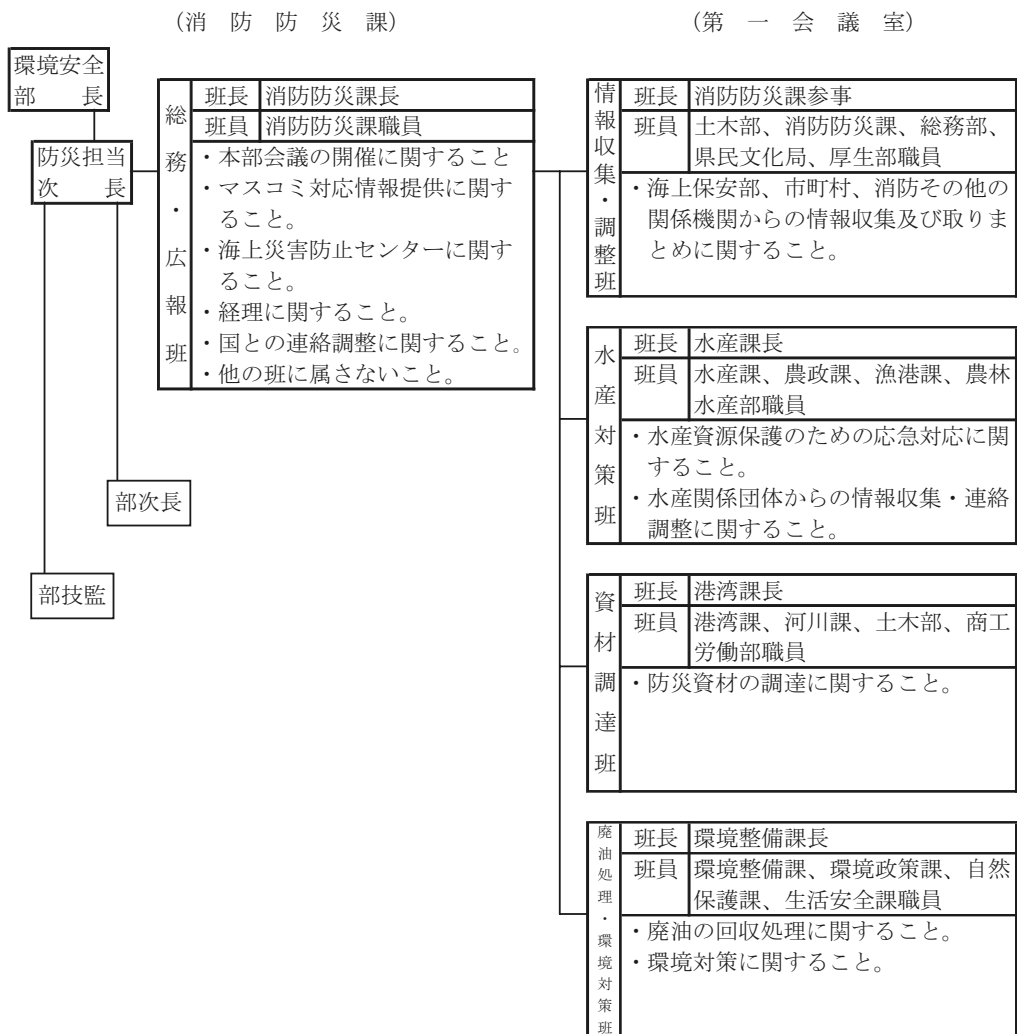 （消　防　防　災　課）
（第　一　会　議　室）
環境安全
部　　長
防災担当
次　　長
部次長
部技監
総務・広報班
班長　消防防災課長
班員　消防防災課職員
・本部会議の開催に関すること
・マスコミ対応情報提供に関す
ること。
・海上災害防止センターに関す
ること。
・経理に関すること。
・国との連絡調整に関すること。
・他の班に属さないこと。
情報収集・調整班
班長　消防防災課参事
班員　土木部、消防防災課、総務部、
県民文化局、厚生部職員
・海上保安部、市町村、消防その他の
関係機関からの情報収集及び取りま
とめに関すること。
水産対策班
班長　水産課長
班員　水産課、農政課、漁港課、農林
水産部職員
・水産資源保護のための応急対応に関
すること。
・水産関係団体からの情報収集・連絡
調整に関すること。
資材調達班
班長　港湾課長
班員　港湾課、河川課、土木部、商工
労働部職員
・防災資材の調達に関すること。
廃油処理・環境対策班
班長　環境整備課長
班員　環境整備課、環境政策課、自然
保護課、生活安全課職員
・廃油の回収処理に関すること。
・環境対策に関すること。